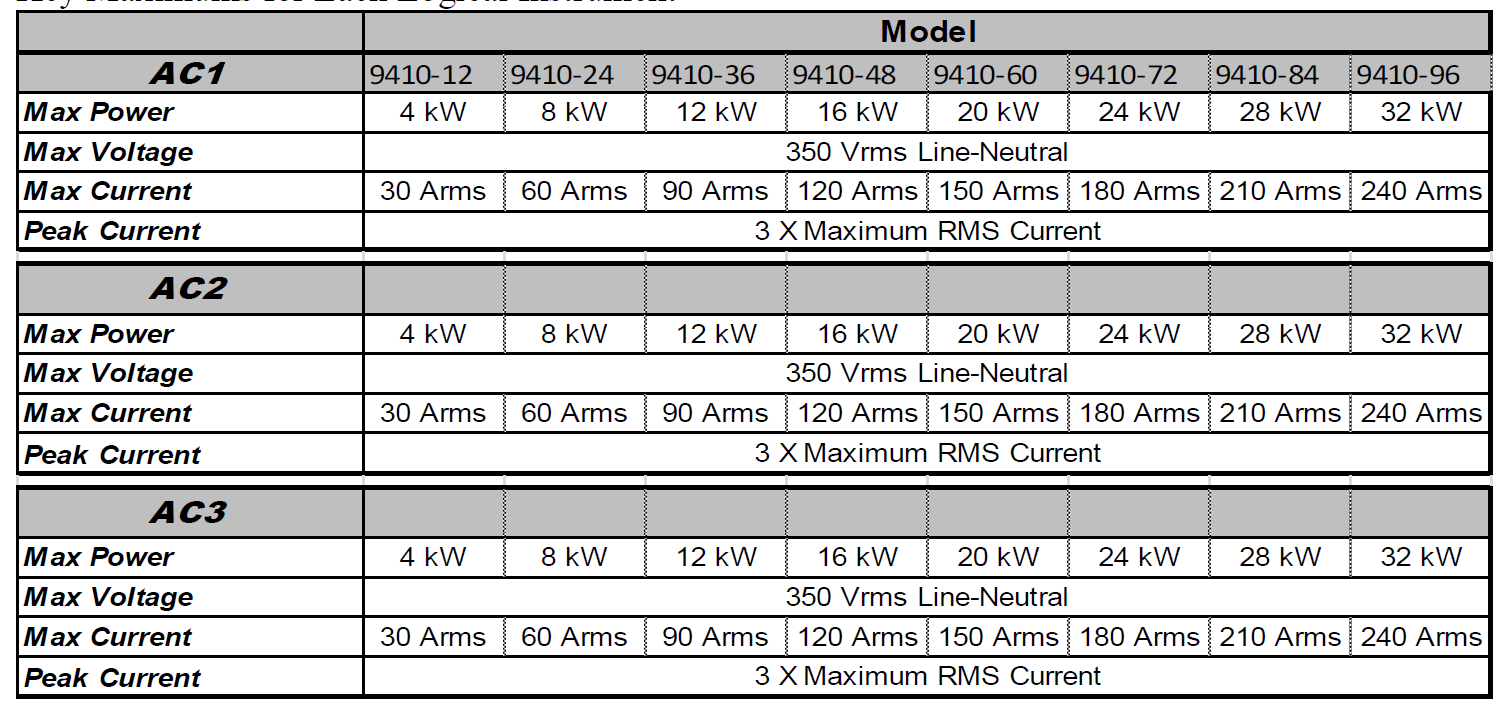 Key Maximums for Each Logical Instrument:
Model
AC1 9410-12 9410-24 9410-36 9410-48 9410-60 9410-72 9410-84 9410-96
Max Power 4 kW 8 kW 12 kW 16 kW 20 kW 24 kW 28 kW 32 kW
Max Voltage 350 Vrms Line-Neutral
Max Current 30 Arms 60 Arms 90 Arms 120 Arms 150 Arms 180 Arms 210 Arms 240 Arms
Peak Current 3 X Maximum RMS Current
AC2
Max Power 4 kW 8 kW 12 kW 16 kW 20 kW 24 kW 28 kW 32 kW
Max Voltage 350 Vrms Line-Neutral
Max Current 30 Arms 60 Arms 90 Arms 120 Arms 150 Arms 180 Arms 210 Arms 240 Arms
Peak Current 3 X Maximum RMS Current
AC3
Max Power 4 kW 8 kW 12 kW 16 kW 20 kW 24 kW 28 kW 32 kW
Max Voltage 350 Vrms Line-Neutral
Max Current 30 Arms 60 Arms 90 Arms 120 Arms 150 Arms 180 Arms 210 Arms 240 Arms
Peak Current 3 X Maximum RMS Current